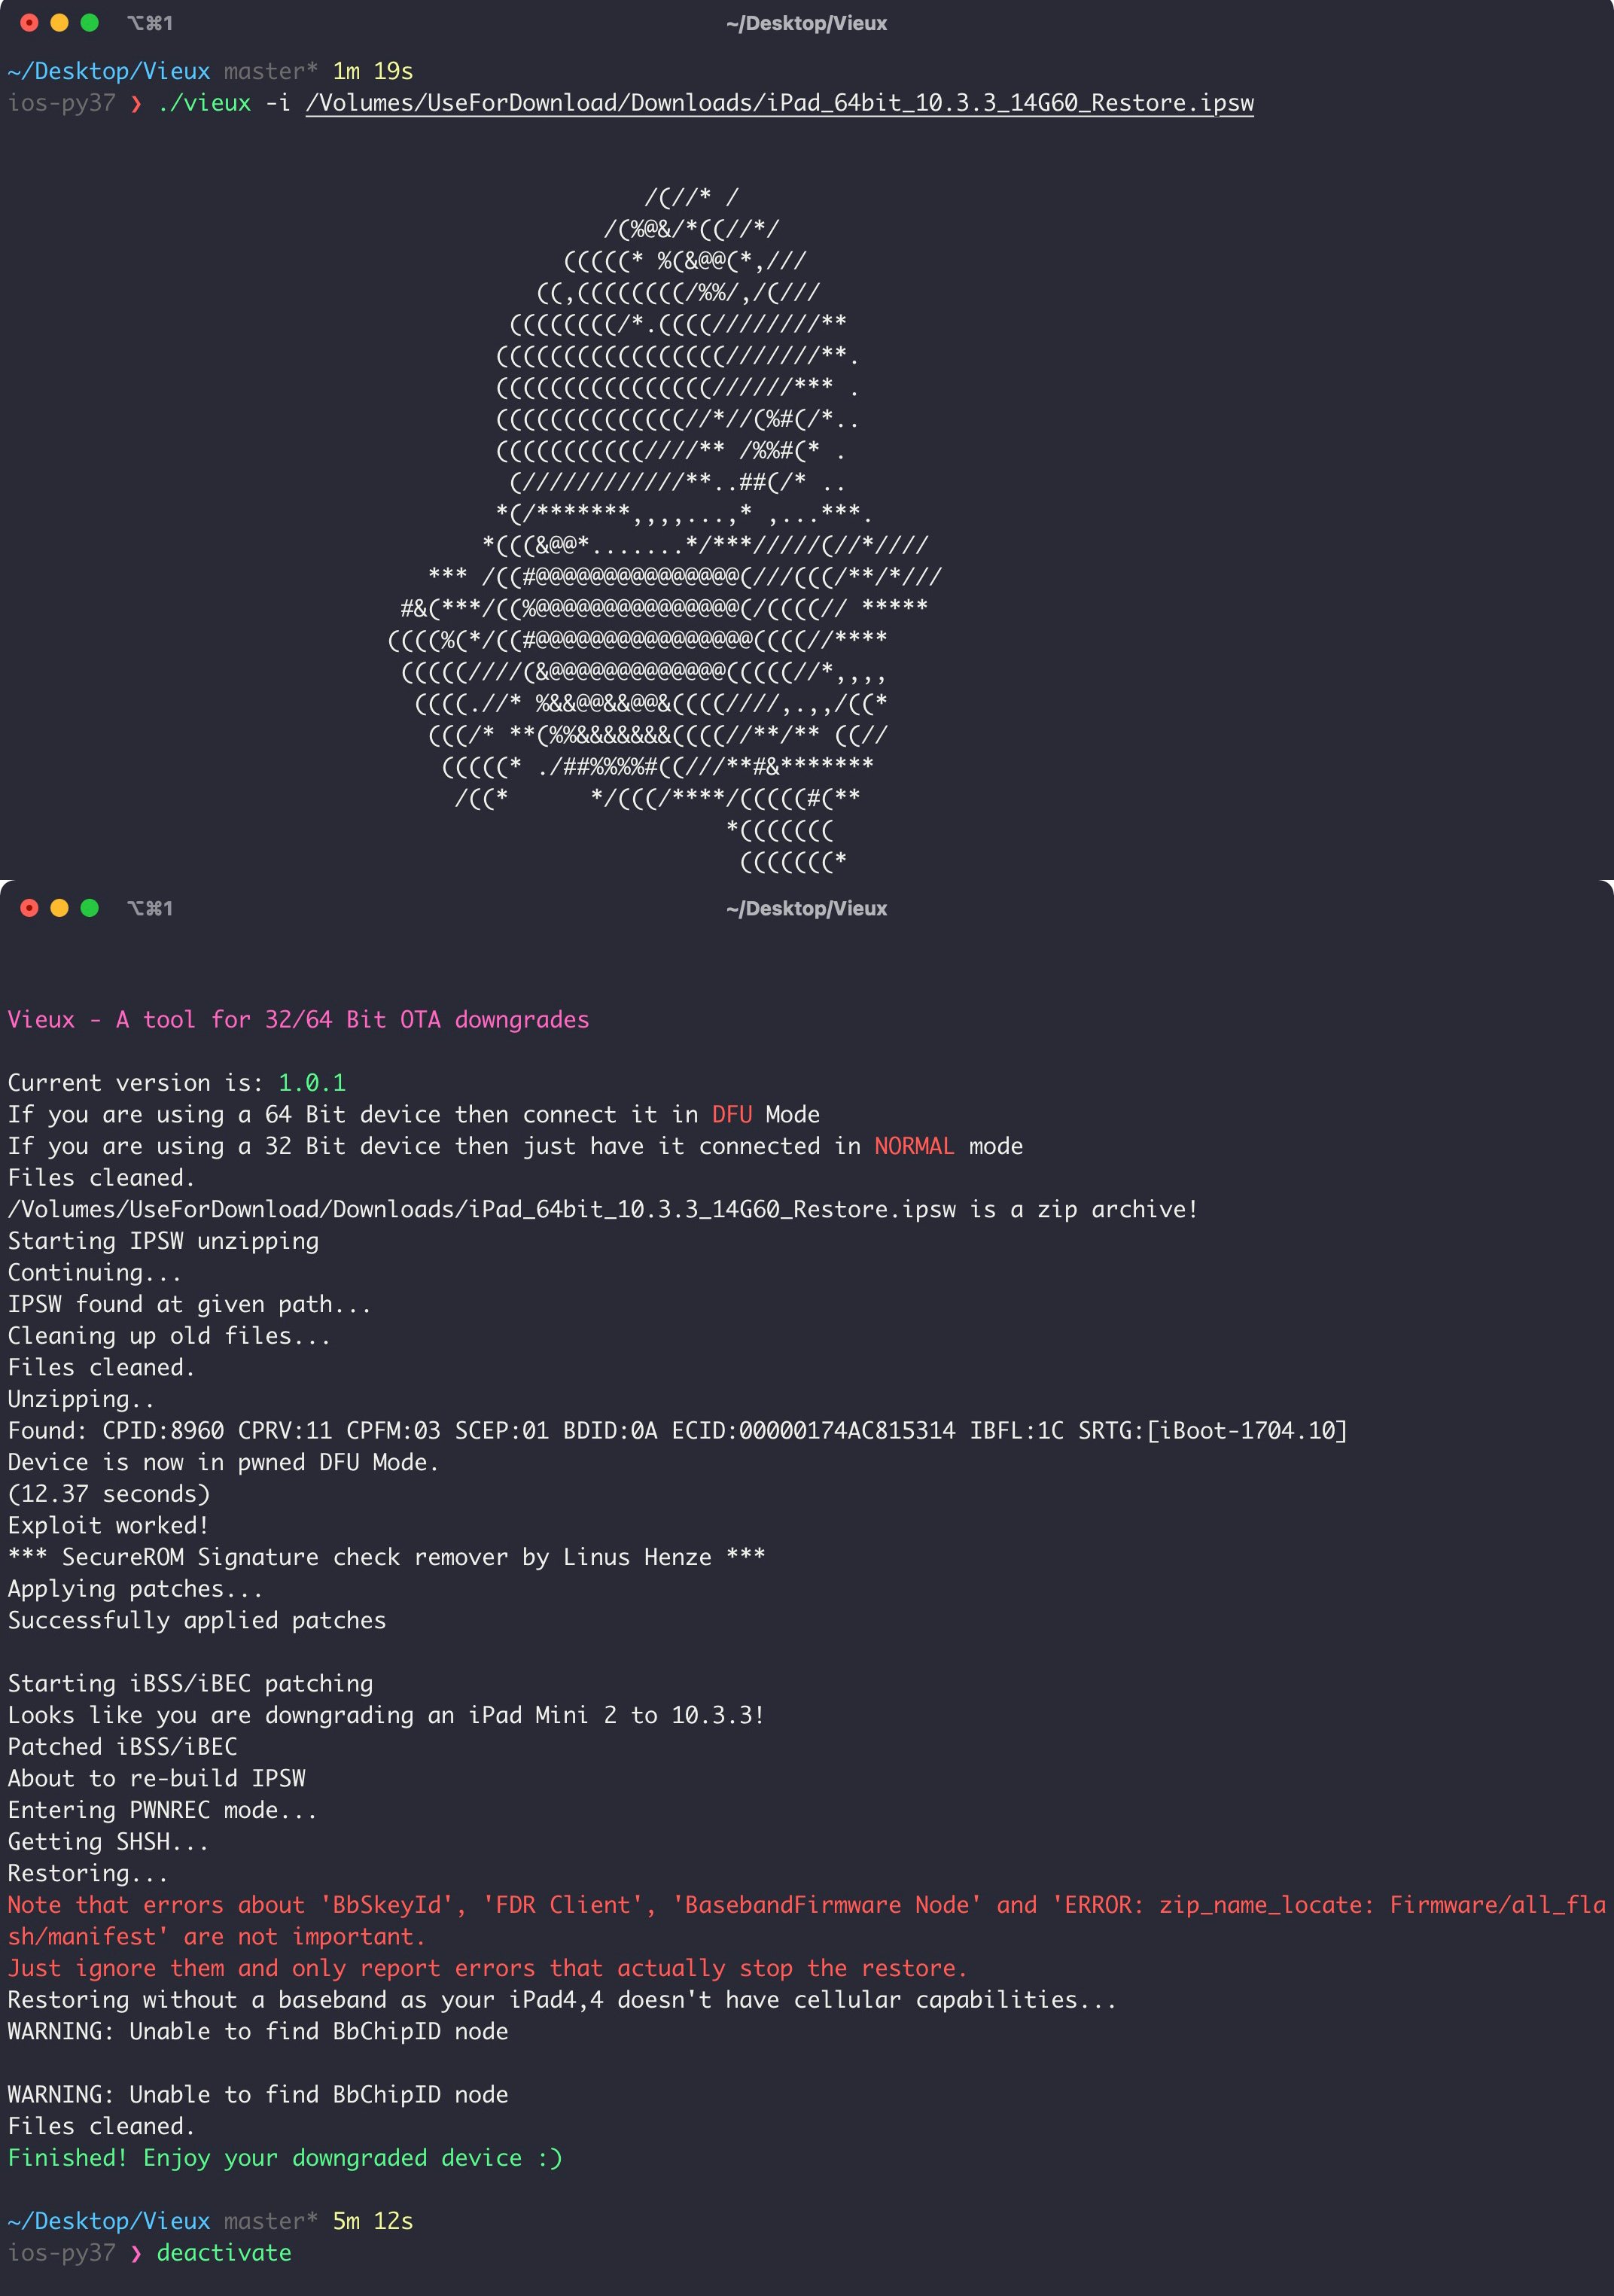 ⌥⌘1 ~/Desktop/Vieux
~/Desktop/Vieux master* 1m 19s
ios-py37 ❯ ./vieux -i /Volumes/UseForDownload/Downloads/iPad_64bit_10.3.3_14G60_Restore.ipsw
/(//* /
/(%@&/*((//*/
(((((* %(&@@(*,///
((,((((((((/%%/,/(///
((((((((/*.((((////////**
(((((((((((((((((///////**.
((((((((((((((((//////*** .
((((((((((((((//*//(%#(/*..
(((((((((((////** /%%#(* .
(////////////**..##(/* ..
*(/*******,,,,...,* ,...***.
*(((&@@*.......*/***/////(//*////
*** /((#@@@@@@@@@@@@@@@(///(((/**/*///
#&(***/((%@@@@@@@@@@@@@@@(/((((// *****
((((%(*/((#@@@@@@@@@@@@@@@@((((//****
(((((////(&@@@@@@@@@@@@@(((((//*,,,,
((((.//* %&&@@&&@@&((((////,.,,/((*
(((/* **(%%&&&&&&&((((//**/** ((//
(((((* ./##%%%%#((///**#&*******
/((*      */(((/****/(((((#(**
*(((((((
(((((((*
⌥⌘1 ~/Desktop/Vieux
Vieux - A tool for 32/64 Bit OTA downgrades
Current version is: 1.0.1
If you are using a 64 Bit device then connect it in DFU Mode
If you are using a 32 Bit device then just have it connected in NORMAL mode
Files cleaned.
/Volumes/UseForDownload/Downloads/iPad_64bit_10.3.3_14G60_Restore.ipsw is a zip archive!
Starting IPSW unzipping
Continuing...
IPSW found at given path...
Cleaning up old files...
Files cleaned.
Unzipping..
Found: CPID:8960 CPRV:11 CPFM:03 SCEP:01 BDID:0A ECID:00000174AC815314 IBFL:1C SRTG:[iBoot-1704.10]
Device is now in pwned DFU Mode.
(12.37 seconds)
Exploit worked!
*** SecureROM Signature check remover by Linus Henze ***
Applying patches...
Successfully applied patches
Starting iBSS/iBEC patching
Looks like you are downgrading an iPad Mini 2 to 10.3.3!
Patched iBSS/iBEC
About to re-build IPSW
Entering PWNREC mode...
Getting SHSH...
Restoring...
Note that errors about 'BbSkeyId', 'FDR Client', 'BasebandFirmware Node' and 'ERROR: zip_name_locate: Firmware/all_fla
sh/manifest' are not important.
Just ignore them and only report errors that actually stop the restore.
Restoring without a baseband as your iPad4,4 doesn't have cellular capabilities...
WARNING: Unable to find BbChipID node
WARNING: Unable to find BbChipID node
Files cleaned.
Finished! Enjoy your downgraded device :)
~/Desktop/Vieux master* 5m 12s
ios-py37 ❯ deactivate